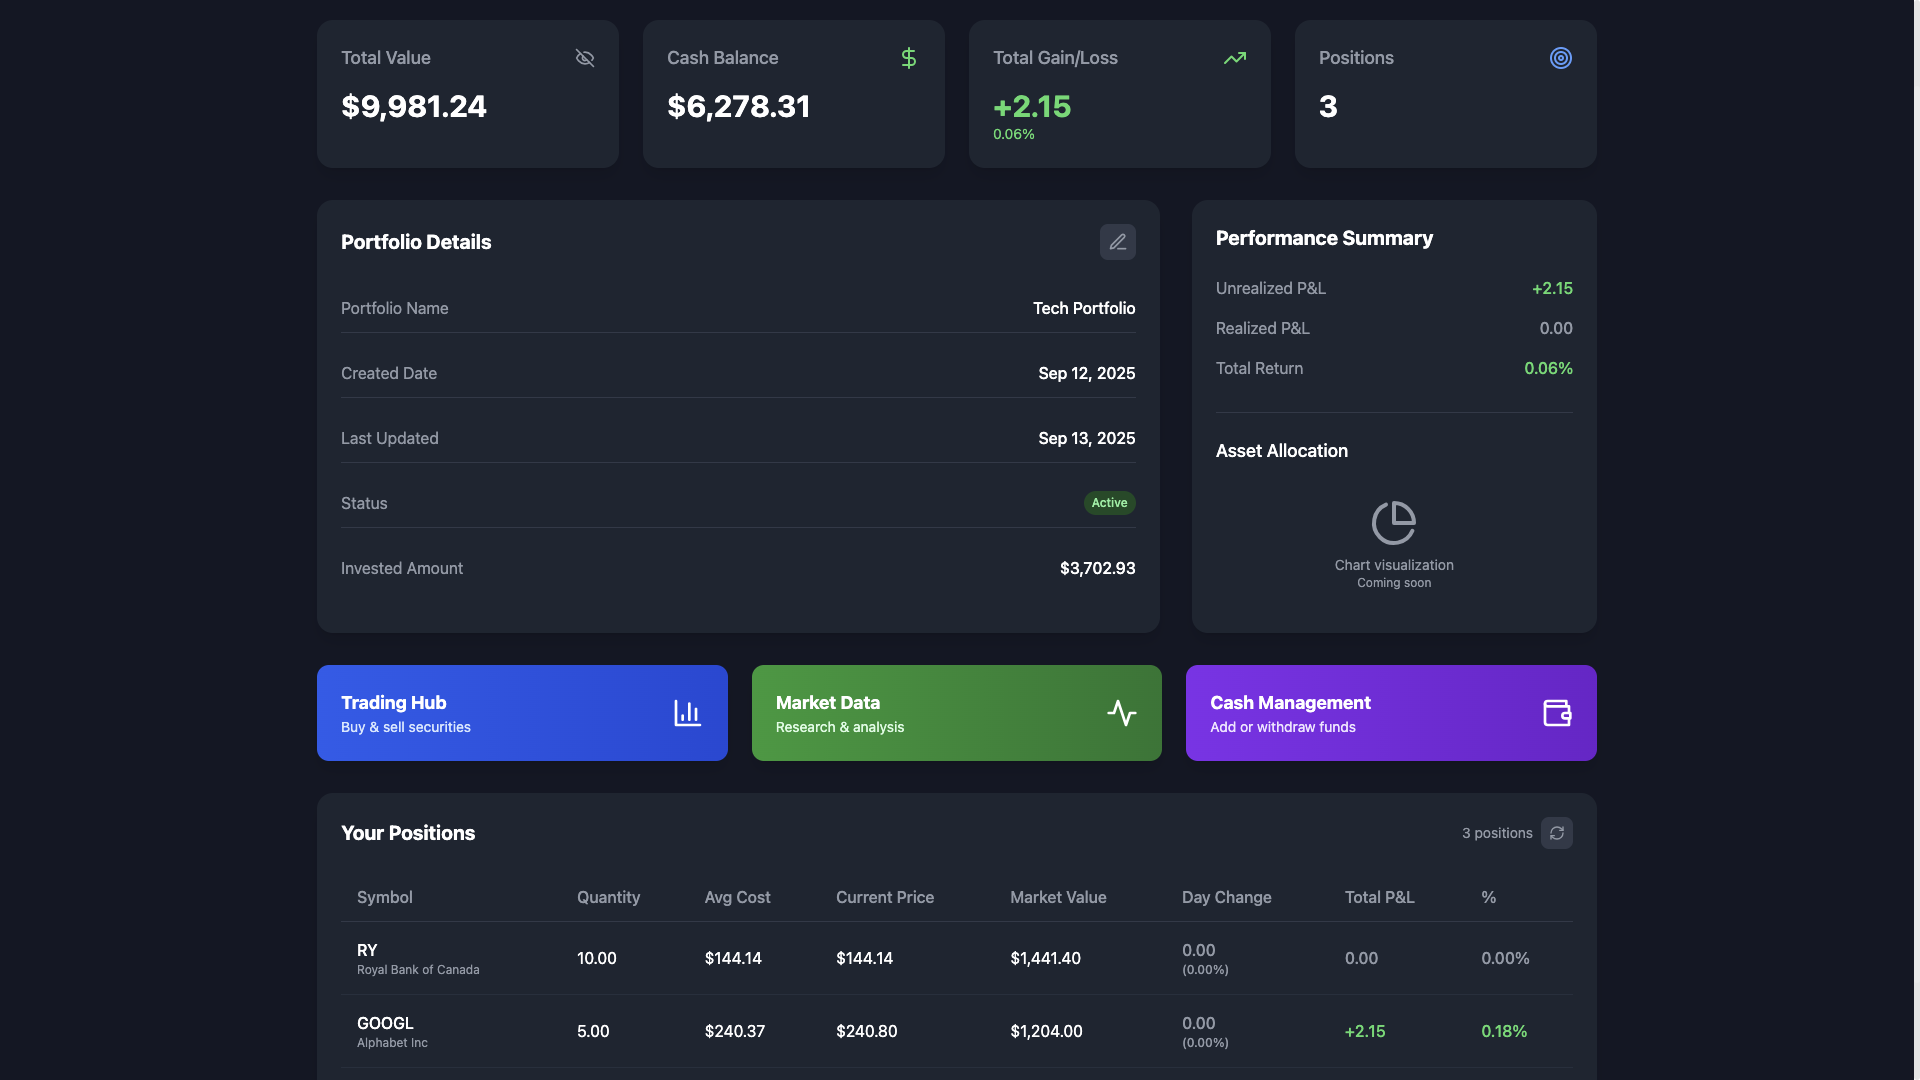 Total Value
$9,981.24
Cash Balance
$6,278.31
Total Gain/Loss
+2.15
0.06%
Positions
3
Portfolio Details
Portfolio Name Tech Portfolio
Created Date Sep 12, 2025
Last Updated Sep 13, 2025
Status Active
Invested Amount $3,702.93
Performance Summary
Unrealized P&L +2.15
Realized P&L 0.00
Total Return 0.06%
Asset Allocation
Chart visualization
Coming soon
Trading Hub
Buy & sell securities
Market Data
Research & analysis
Cash Management
Add or withdraw funds
Your Positions 3 positions
Symbol Quantity Avg Cost Current Price Market Value Day Change Total P&L %
RY 10.00 $144.14 $144.14 $1,441.40 0.00 0.00 0.00%
Royal Bank of Canada (0.00%)
GOOGL 5.00 $240.37 $240.80 $1,204.00 0.00 +2.15 0.18%
Alphabet Inc (0.00%)